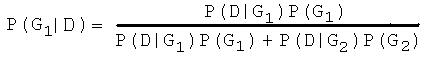 P(G₁|D) = P(D|G₁)P(G₁) / P(D|G₁)P(G₁) + P(D|G₂)P(G₂)